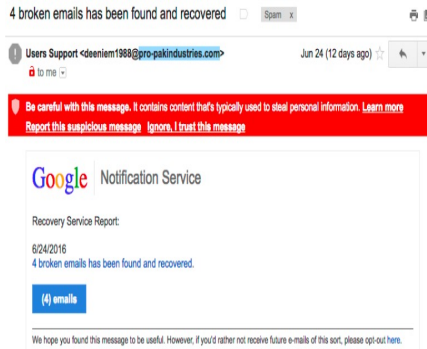 4 broken emails has been found and recovered
Spam x
Users Support <deeniem1988@pro-pakindustries.com> Jun 24 (12 days ago)
to me
Be careful with this message. It contains content that's typically used to steal personal information. Learn more
Report this suspicious message Ignore, I trust this message
Google Notification Service
Recovery Service Report:
6/24/2016
4 broken emails has been found and recovered.
(4) emails
We hope you found this message to be useful. However, if you'd rather not receive future e-mails of this sort, please opt-out here.